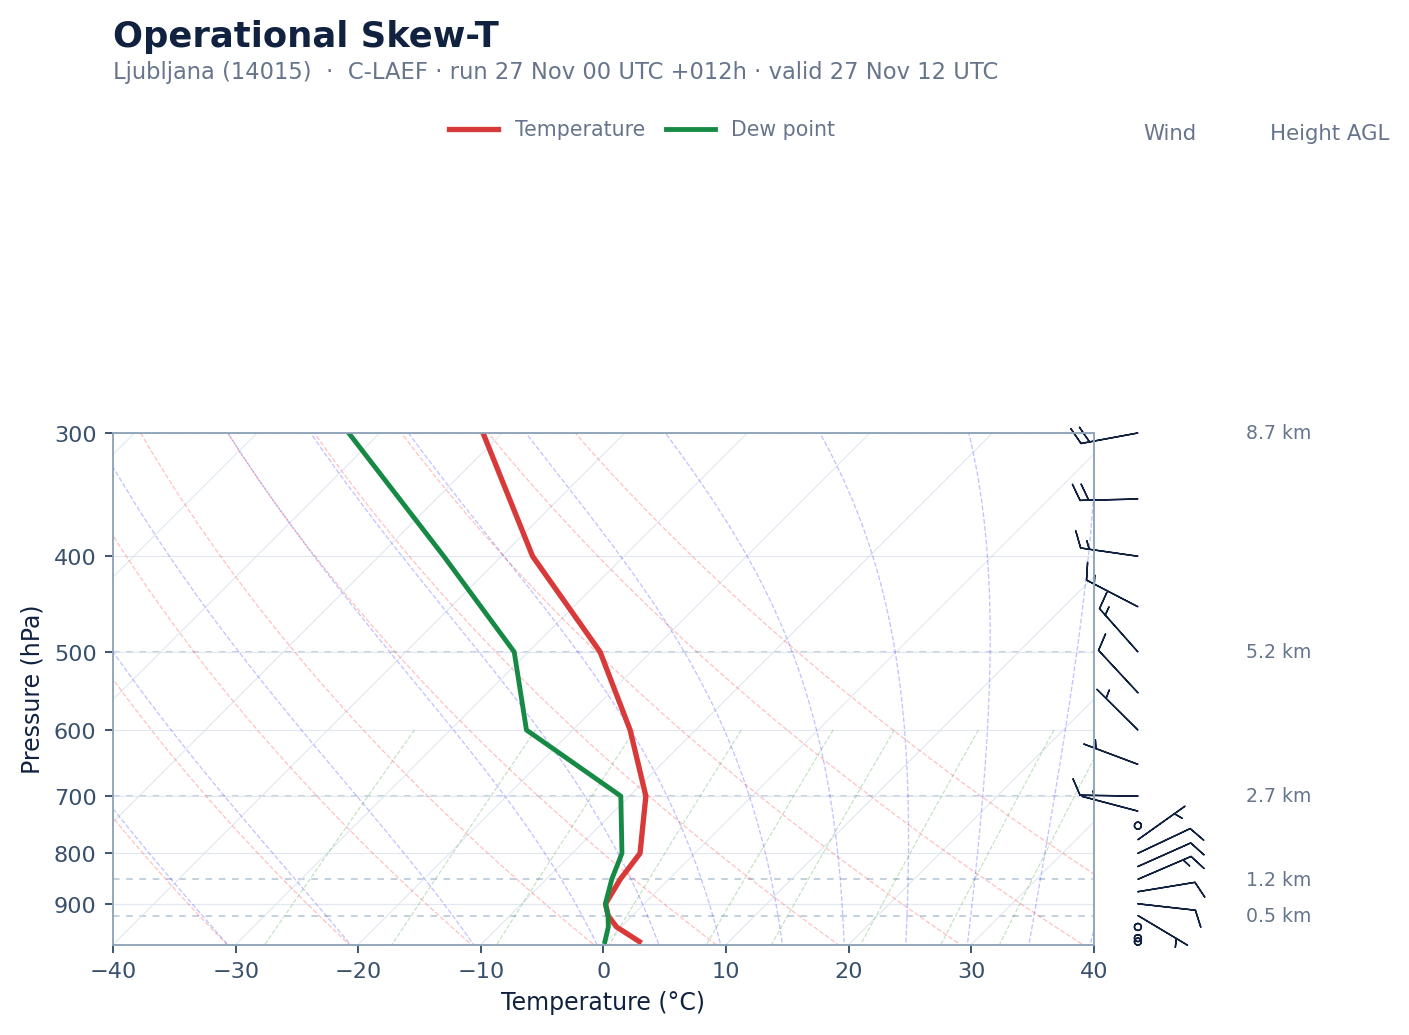 Operational Skew-T
Ljubljana (14015)  ·  C-LAEF · run 27 Nov 00 UTC +012h · valid 27 Nov 12 UTC
Temperature Dew point
Wind Height AGL
300 8.7 km
400
500 5.2 km
600
700 2.7 km
800
1.2 km
900
0.5 km
Pressure (hPa)
−40 −30 −20 −10 0 10 20 30 40
Temperature (°C)